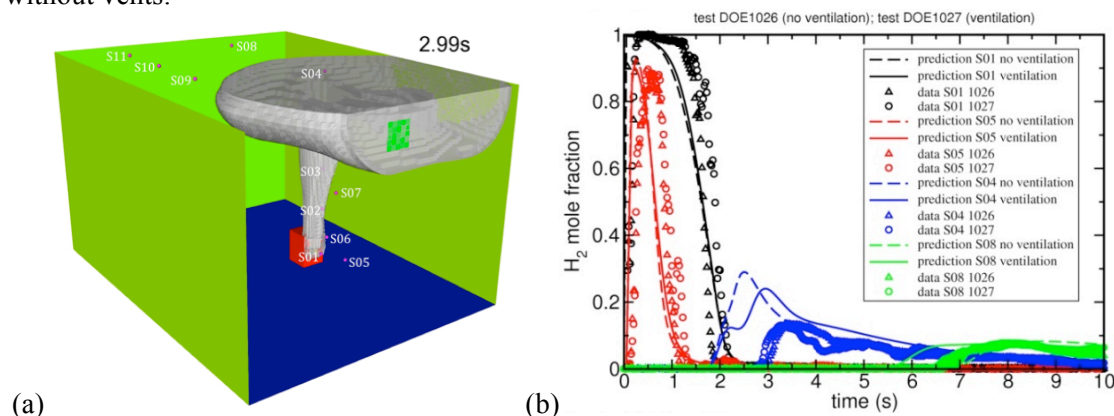 without vents.
2.99s
S11
S08
S10
S09
S04
S03
S07
S02
S06
S01
S05
(a)
test DOE1026 (no ventilation); test DOE1027 (ventilation)
1
0.8
0.6
0.4
0.2
0
H2 mole fraction
prediction S01 no ventilation
prediction S01 ventilation
data S01 1026
data S01 1027
prediction S05 no ventilation
prediction S05 ventilation
data S05 1026
data S05 1027
prediction S04 no ventilation
prediction S04 ventilation
data S04 1026
data S04 1027
prediction S08 no ventilation
prediction S08 ventilation
data S08 1026
data S08 1027
0 1 2 3 4 5 6 7 8 9 10
time (s)
(b)